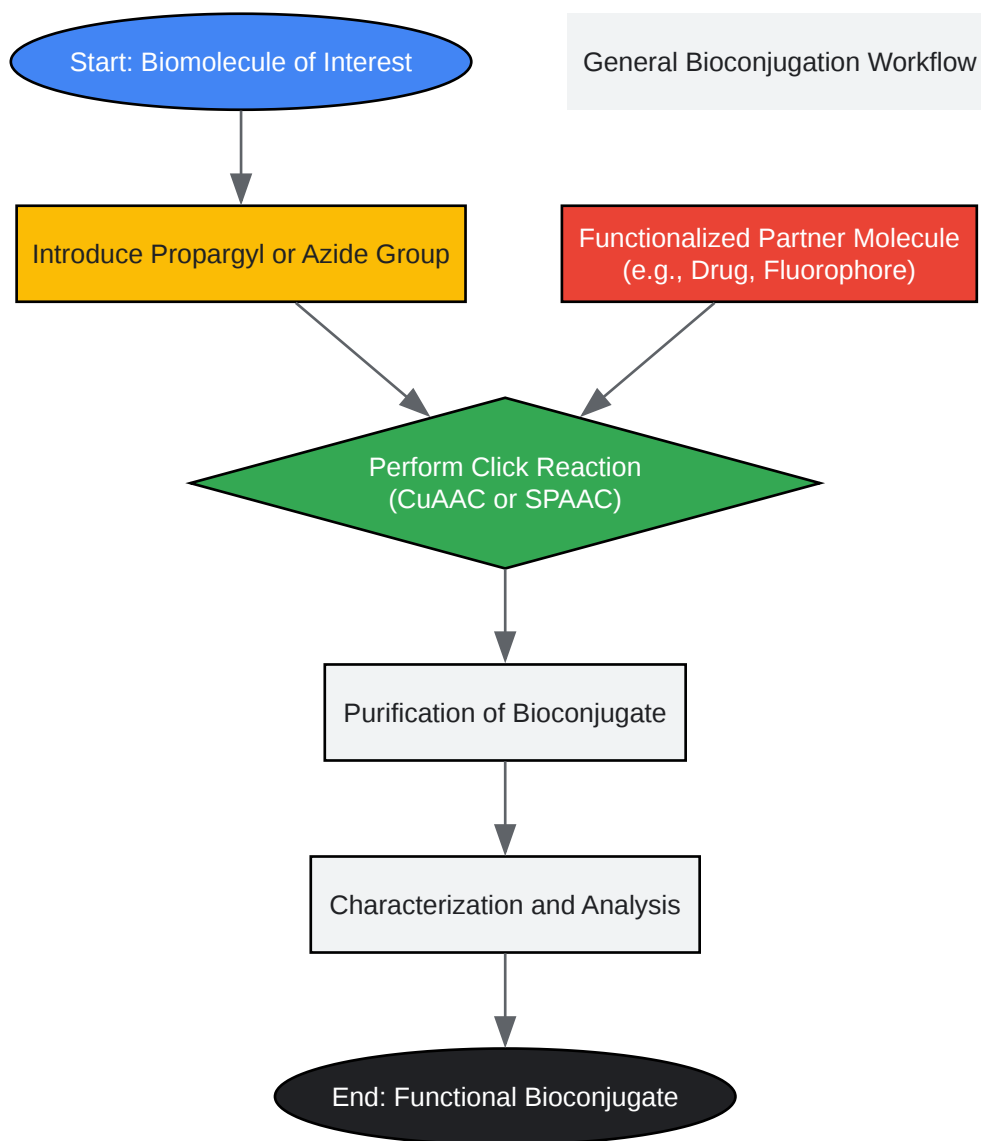 Start: Biomolecule of Interest
General Bioconjugation Workflow
Introduce Propargyl or Azide Group
Functionalized Partner Molecule
(e.g., Drug, Fluorophore)
Perform Click Reaction
(CuAAC or SPAAC)
Purification of Bioconjugate
Characterization and Analysis
End: Functional Bioconjugate